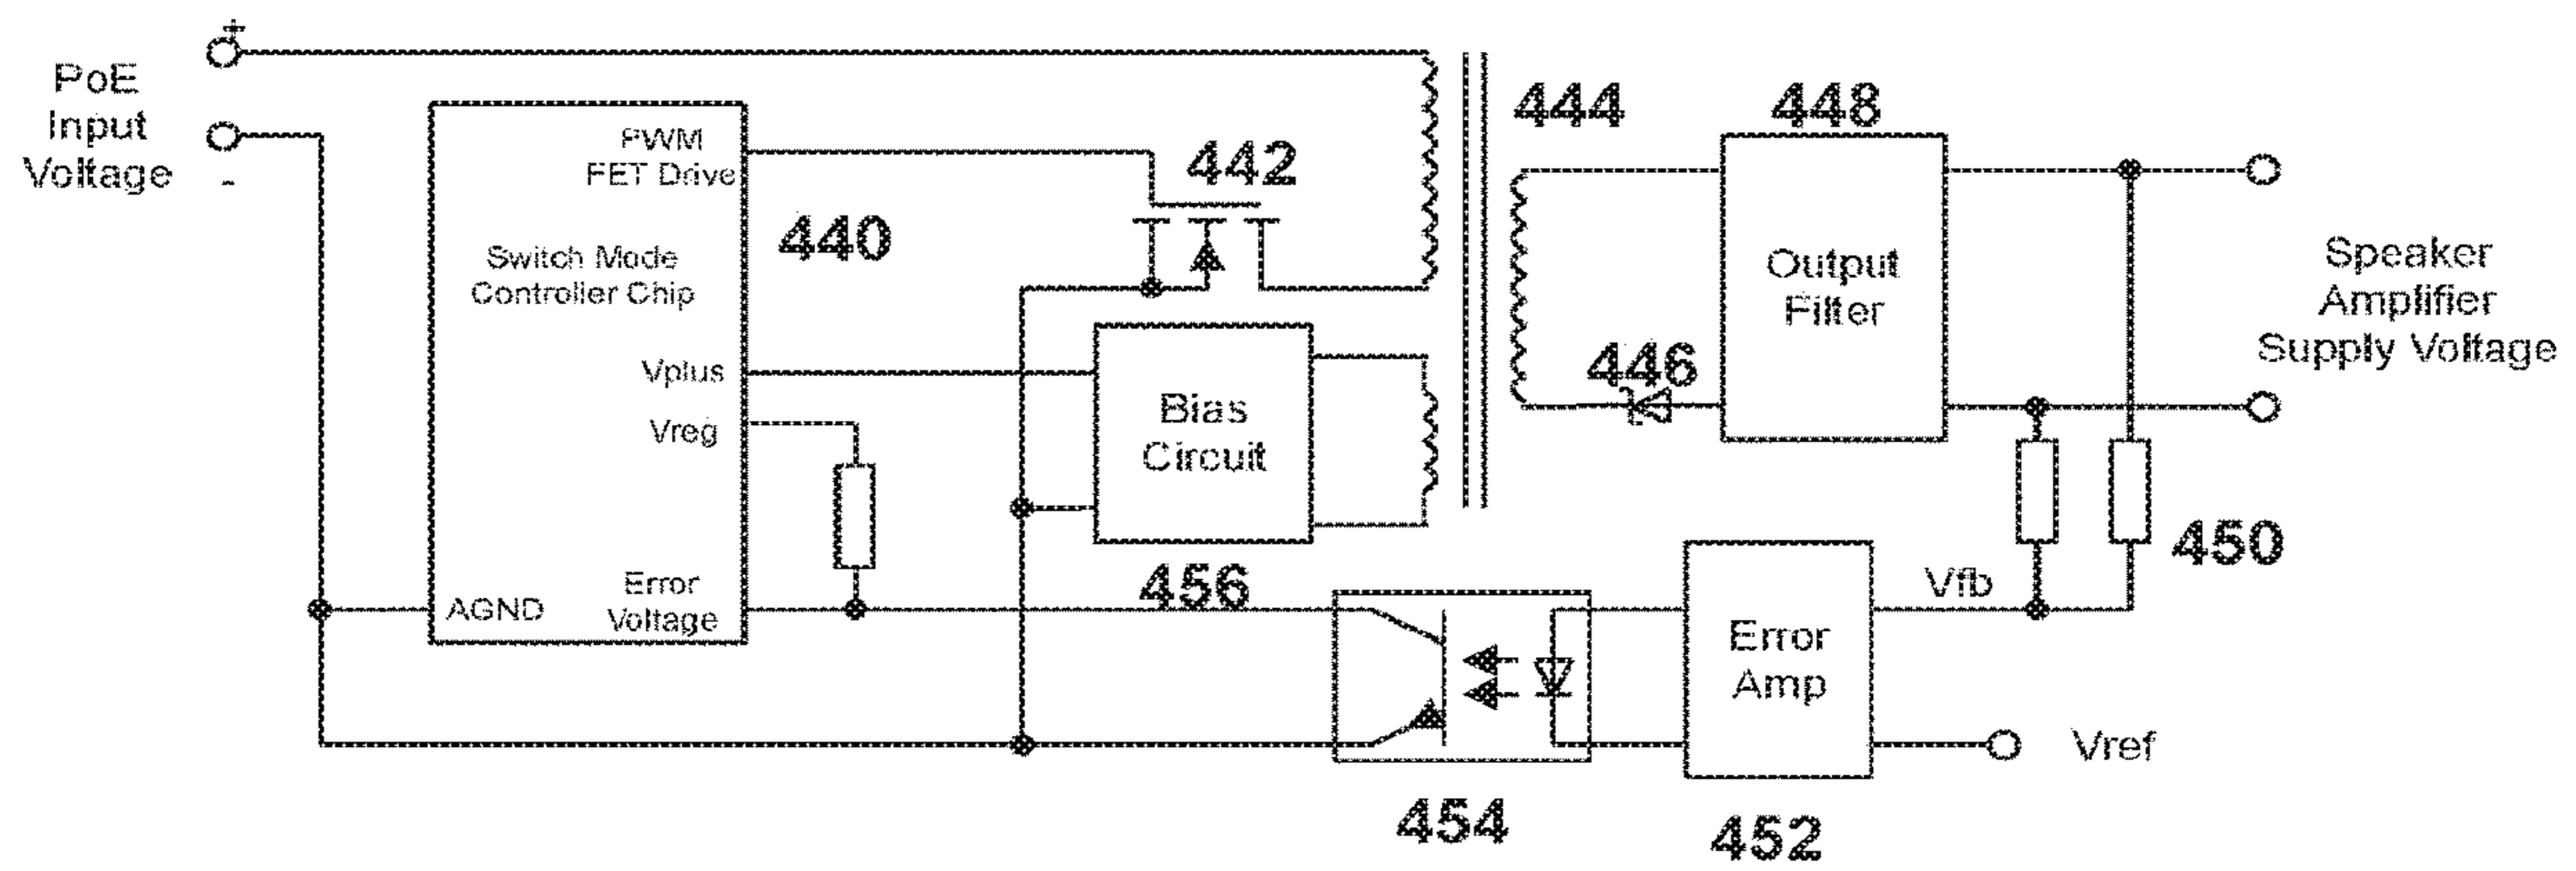 +
PoE
Input
Voltage
-
PWM
FET Drive
440
Switch Mode
Controller Chip
Vplus
Vreg
AGND
Error
Voltage
442
444
446
448
Output
Filter
Bias
Circuit
456
Speaker
Amplifier
Supply Voltage
450
Vfb
Error
Amp
Vref
454
452